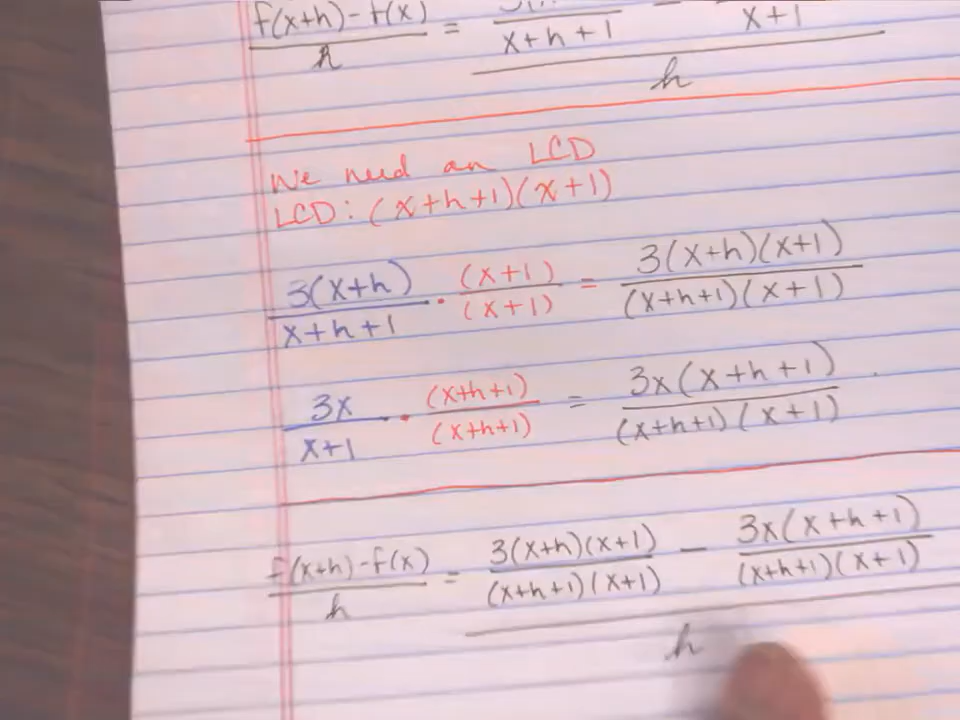 f(x+h)-f(x) / h = / x+h+1 - / x+1 / h
We need an LCD
LCD: (x+h+1)(x+1)
3(x+h) / x+h+1 · (x+1) / (x+1) = 3(x+h)(x+1) / (x+h+1)(x+1)
3x / x+1 · (x+h+1) / (x+h+1) = 3x(x+h+1) / (x+h+1)(x+1)
f(x+h)-f(x) / h = 3(x+h)(x+1) / (x+h+1)(x+1) - 3x(x+h+1) / (x+h+1)(x+1) / h